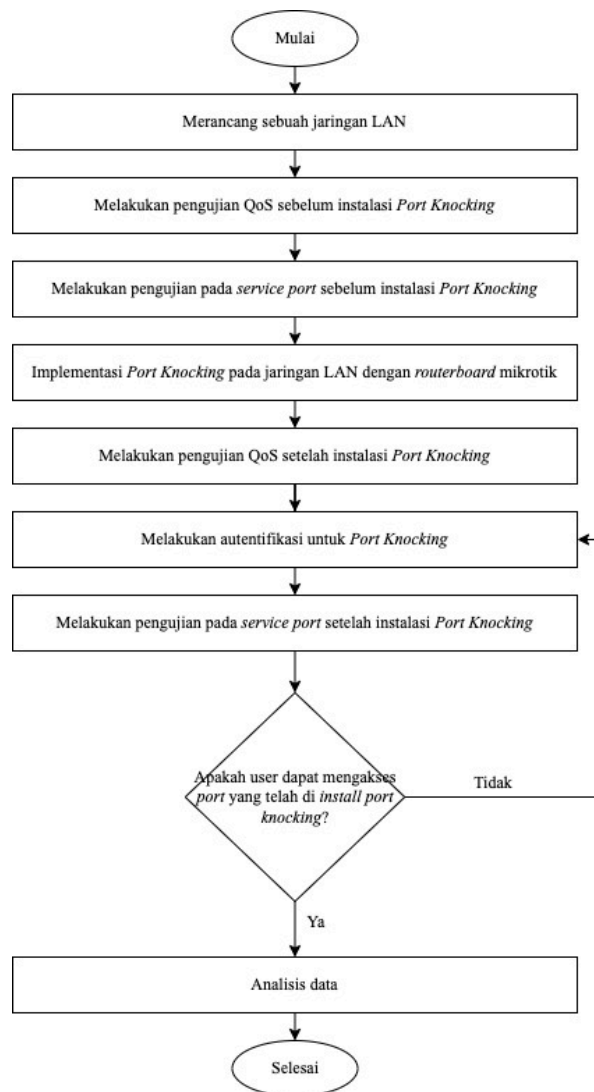 Mulai
Merancang sebuah jaringan LAN
Melakukan pengujian QoS sebelum instalasi Port Knocking
Melakukan pengujian pada service port sebelum instalasi Port Knocking
Implementasi Port Knocking pada jaringan LAN dengan routerboard mikrotik
Melakukan pengujian QoS setelah instalasi Port Knocking
Melakukan autentifikasi untuk Port Knocking
Melakukan pengujian pada service port setelah instalasi Port Knocking
Apakah user dapat mengakses
port yang telah di install port
knocking?
Tidak
Ya
Analisis data
Selesai